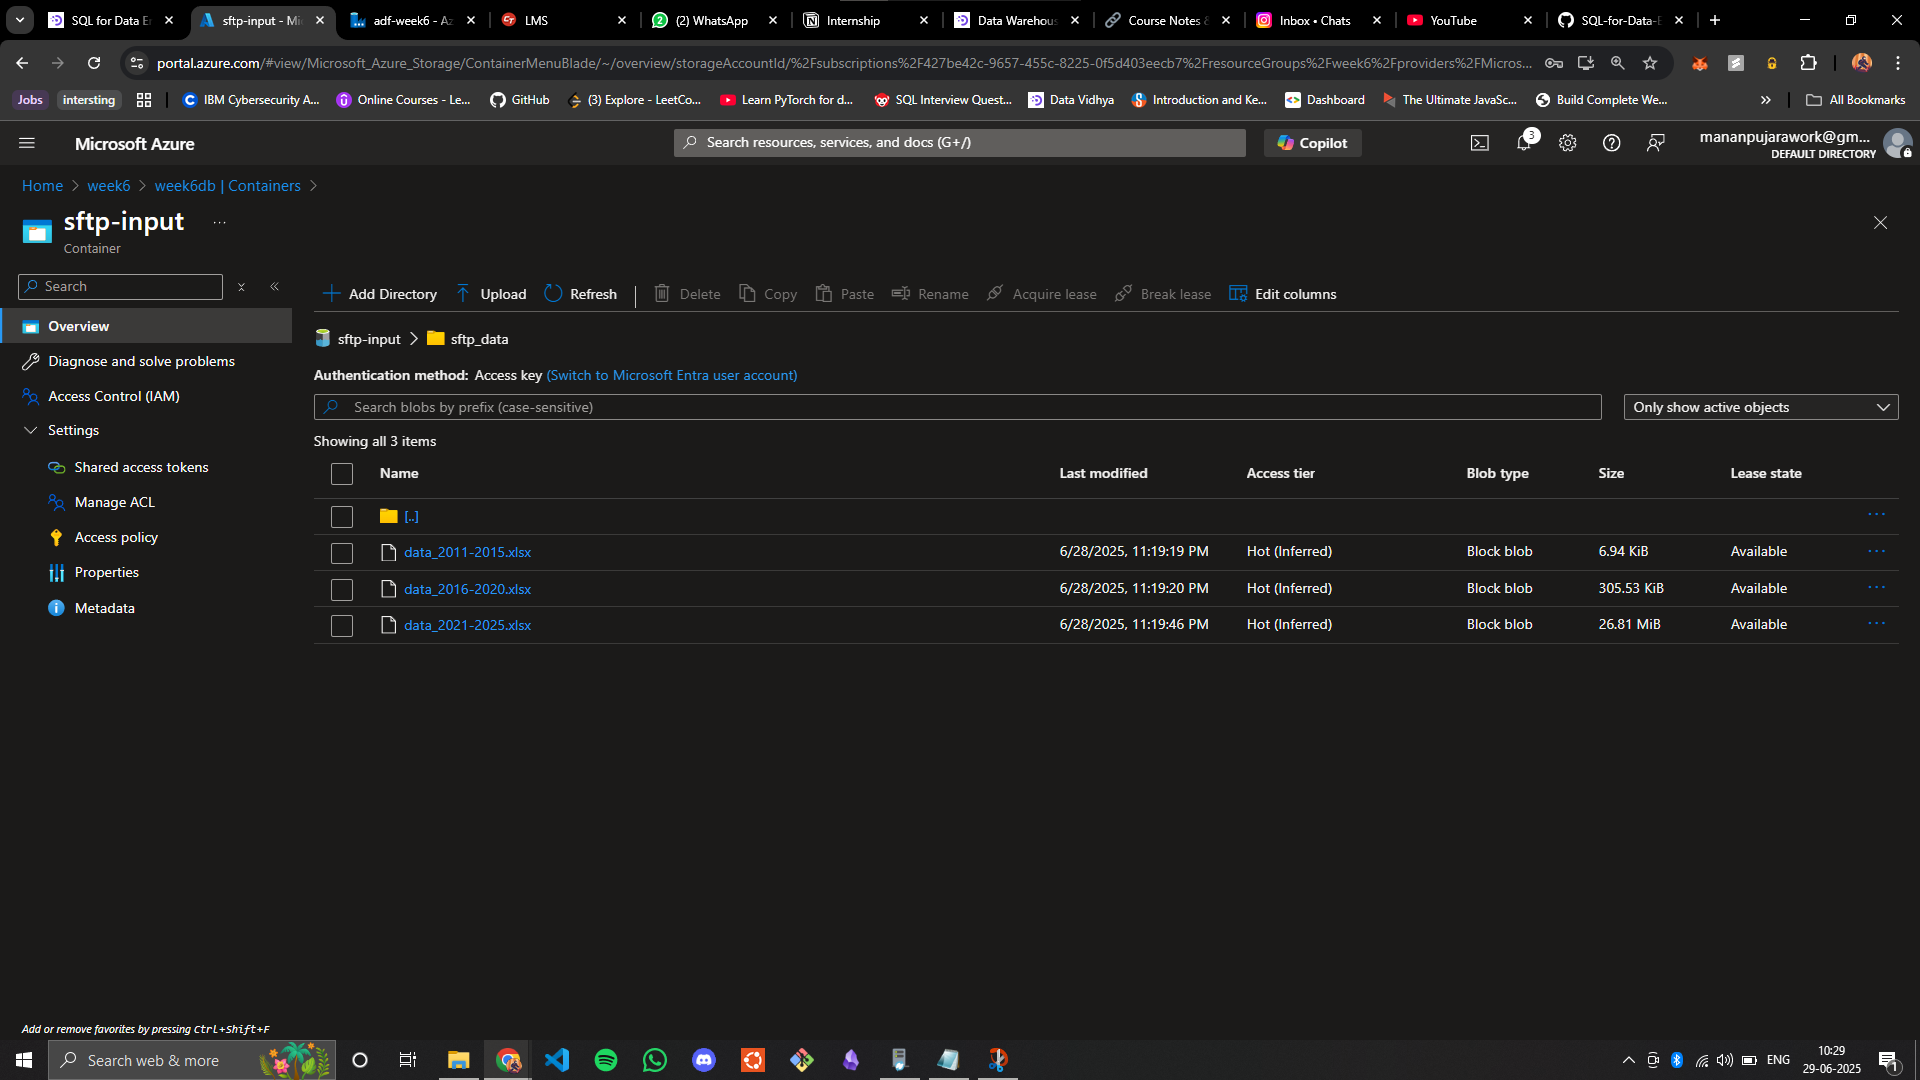 SQL for Data E
sftp-input - Mi
adf-week6 - Az
LMS
(2) WhatsApp
Internship
Data Warehous
Course Notes &
Inbox • Chats
YouTube
SQL-for-Data-E
portal.azure.com/#view/Microsoft_Azure_Storage/ContainerMenuBlade/~/overview/storageAccountId/%2Fsubscriptions%2F427be42c-9657-455c-8225-0f5d403eecb7%2FresourceGroups%2Fweek6%2Fproviders%2FMicros...
Jobs
intersting
IBM Cybersecurity A...
Online Courses - Le...
GitHub
(3) Explore - LeetCo...
Learn PyTorch for d...
SQL Interview Quest...
Data Vidhya
Introduction and Ke...
Dashboard
The Ultimate JavaSc...
Build Complete We...
All Bookmarks
Microsoft Azure
Search resources, services, and docs (G+/)
Copilot
3
mananpujarawork@gm...
DEFAULT DIRECTORY
Home > week6 > week6db | Containers >
sftp-input ...
Container
Search
Overview
Diagnose and solve problems
Access Control (IAM)
Settings
Shared access tokens
Manage ACL
Access policy
Properties
Metadata
Add Directory Upload Refresh Delete Copy Paste Rename Acquire lease Break lease Edit columns
sftp-input > sftp_data
Authentication method: Access key (Switch to Microsoft Entra user account)
Search blobs by prefix (case-sensitive)
Only show active objects
Showing all 3 items
Name Last modified Access tier Blob type Size Lease state
[..] ...
data_2011-2015.xlsx 6/28/2025, 11:19:19 PM Hot (Inferred) Block blob 6.94 KiB Available ...
data_2016-2020.xlsx 6/28/2025, 11:19:20 PM Hot (Inferred) Block blob 305.53 KiB Available ...
data_2021-2025.xlsx 6/28/2025, 11:19:46 PM Hot (Inferred) Block blob 26.81 MiB Available ...
Add or remove favorites by pressing Ctrl+Shift+F
Search web & more
ENG
10:29
29-06-2025
1